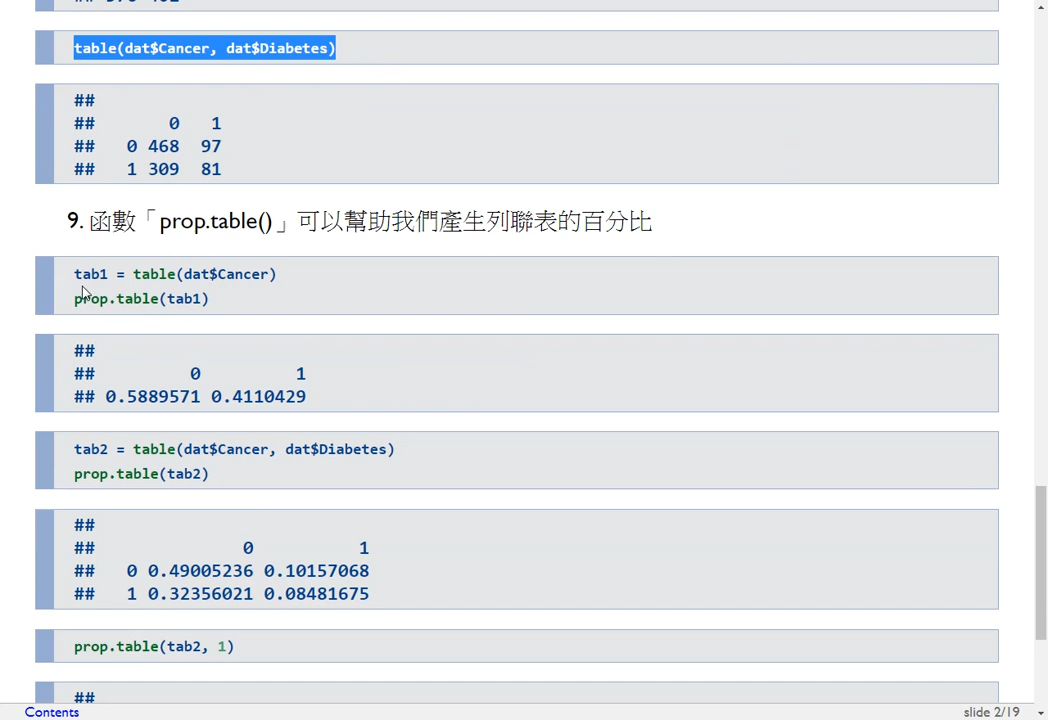 table(dat$Cancer, dat$Diabetes)
##
## 0 1
## 0 468 97
## 1 309 81
9. 函數「prop.table()」可以幫助我們產生列聯表的百分比
tab1 = table(dat$Cancer)
prop.table(tab1)
##
## 0 1
## 0.5889571 0.4110429
tab2 = table(dat$Cancer, dat$Diabetes)
prop.table(tab2)
##
## 0 1
## 0 0.49005236 0.10157068
## 1 0.32356021 0.08481675
prop.table(tab2, 1)
##
Contents
slide 2/19